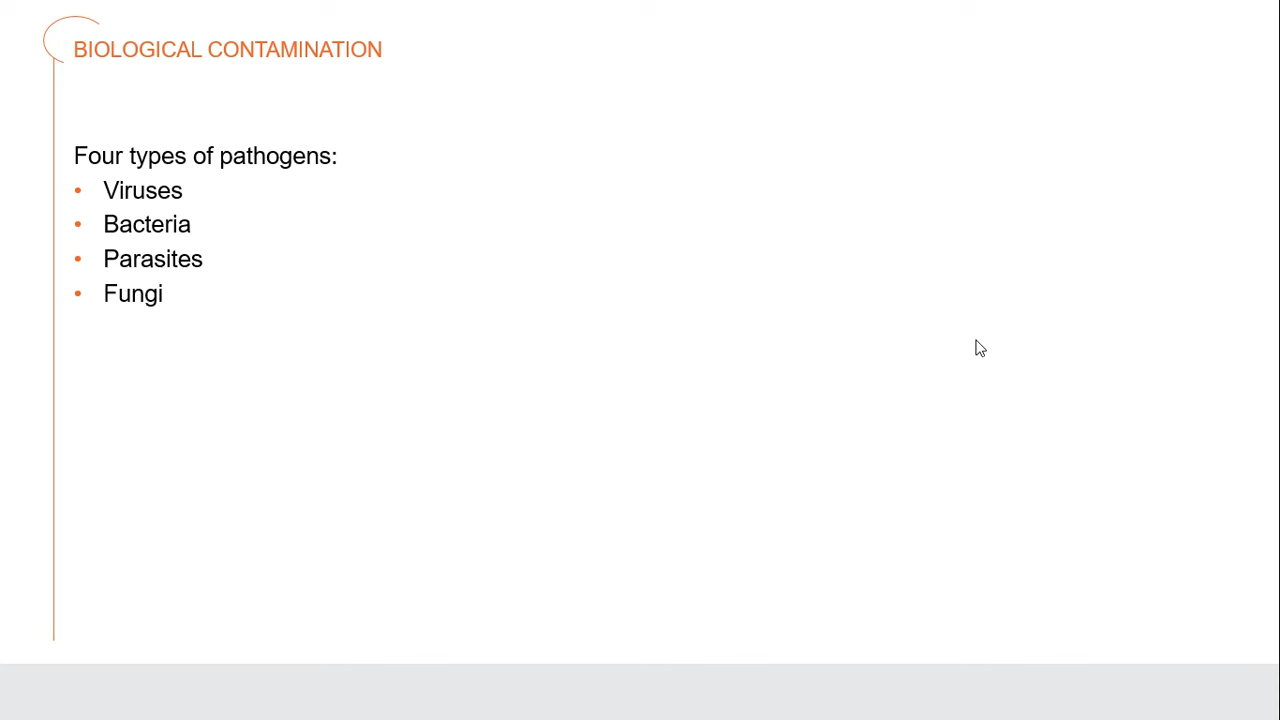 BIOLOGICAL CONTAMINATION
Four types of pathogens:
• Viruses
• Bacteria
• Parasites
• Fungi